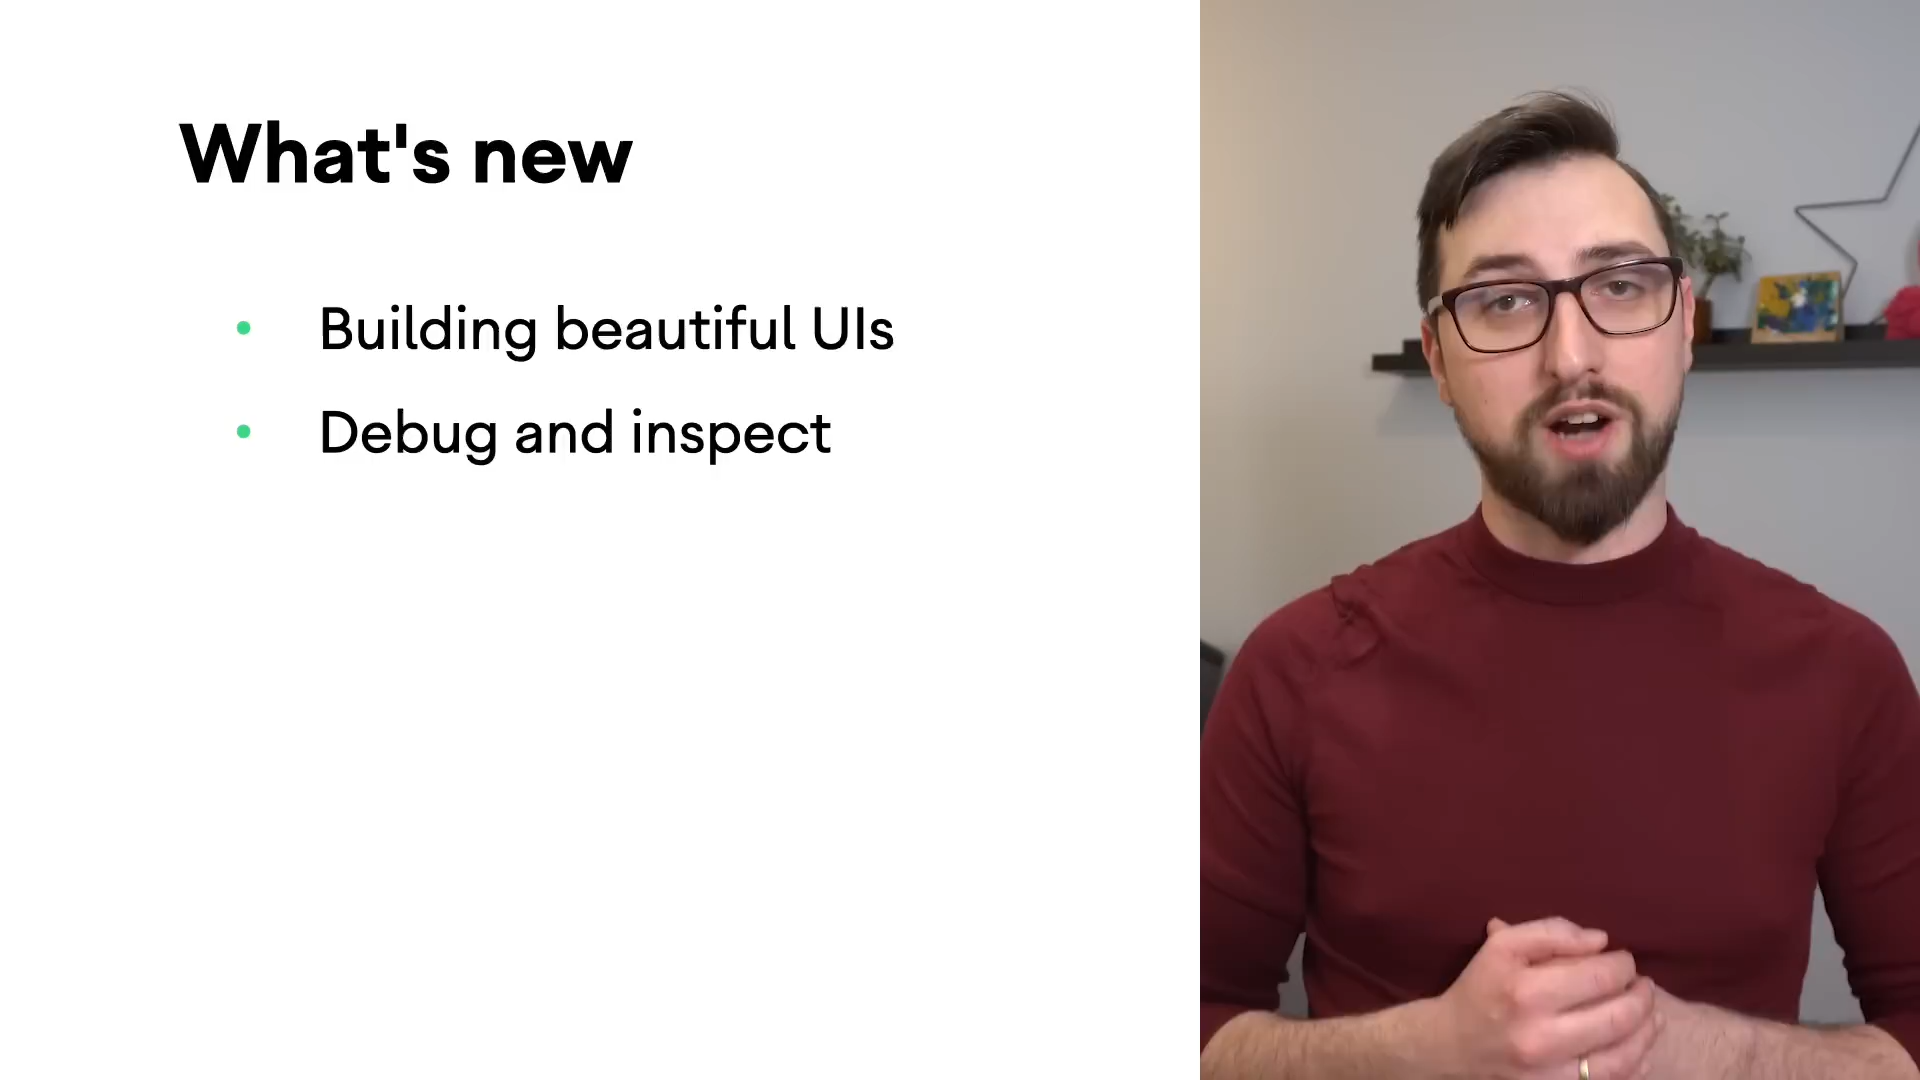 What's new
• Building beautiful UIs
• Debug and inspect